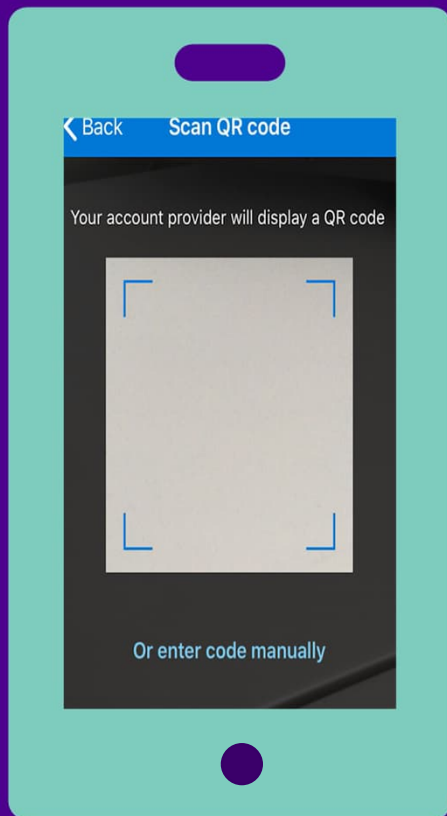 Back Scan QR code
Your account provider will display a QR code
Or enter code manually